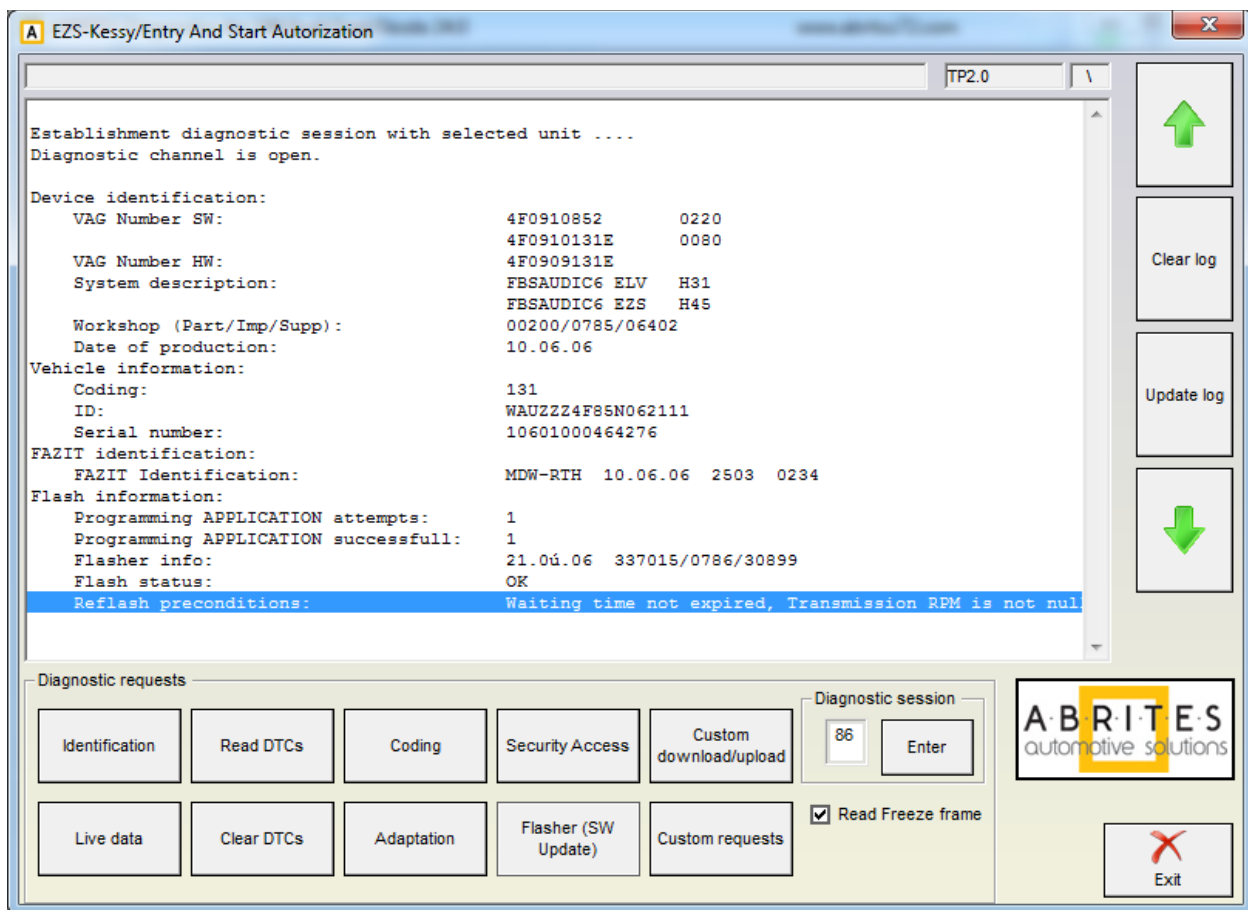 A EZS-Kessy/Entry And Start Autorization
TP2.0 \
Establishment diagnostic session with selected unit ....
Diagnostic channel is open.
Device identification:
VAG Number SW: 4F0910852 0220
4F0910131E 0080
VAG Number HW: 4F0909131E
System description: FBSAUDIC6 ELV H31
FBSAUDIC6 EZS H45
Workshop (Part/Imp/Supp): 00200/0785/06402
Date of production: 10.06.06
Vehicle information:
Coding: 131
ID: WAUZZZ4F85N062111
Serial number: 10601000464276
FAZIT identification:
FAZIT Identification: MDW-RTH 10.06.06 2503 0234
Flash information:
Programming APPLICATION attempts: 1
Programming APPLICATION successfull: 1
Flasher info: 21.0ú.06 337015/0786/30899
Flash status: OK
Reflash preconditions: Waiting time not expired, Transmission RPM is not nul
Clear log
Update log
Diagnostic requests
Identification
Read DTCs
Coding
Security Access
Custom download/upload
Diagnostic session
86
Enter
Live data
Clear DTCs
Adaptation
Flasher (SW Update)
Custom requests
Read Freeze frame
A·B·R·I·T·E·S
automotive solutions
Exit